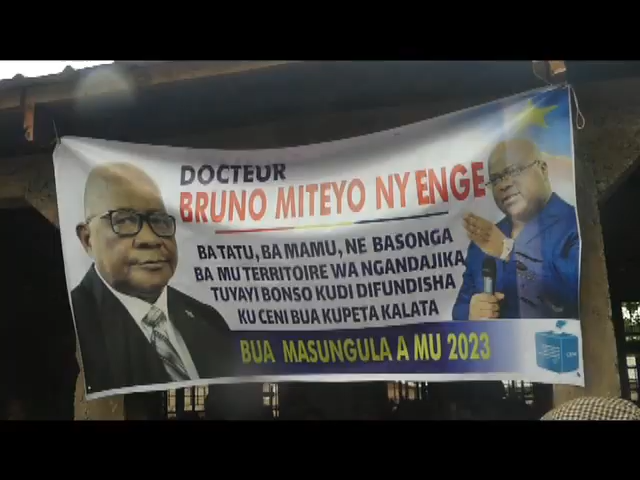 DOCTEUR
BRUNO MITEYO NYENGE
BA TATU, BA MAMU, NE BASONGA
BA MU TERRITOIRE WA NGANDAJIKA
TUYAYI BONSO KUDI DIFUNDISHA
KU CENI BUA KUPETA KALATA
BUA MASUNGULA A MU 2023